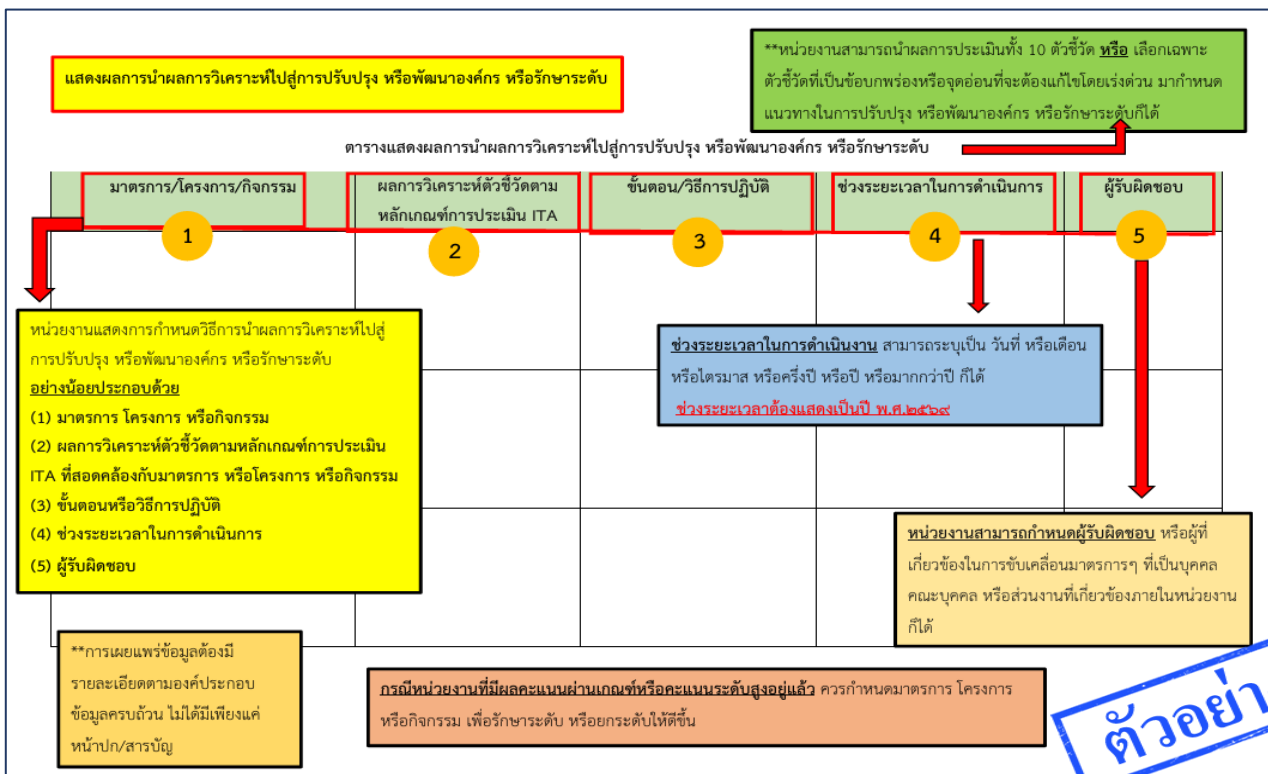 แสดงผลการนำผลการวิเคราะห์ไปสู่การปรับปรุง หรือพัฒนาองค์กร หรือรักษาระดับ
**หน่วยงานสามารถนำผลการประเมินทั้ง 10 ตัวชี้วัด หรือ เลือกเฉพาะ
ตัวชี้วัดที่เป็นข้อบกพร่องหรือจุดอ่อนที่จะต้องแก้ไขโดยเร่งด่วน มากำหนด
แนวทางในการปรับปรุง หรือพัฒนาองค์กร หรือรักษาระดับก็ได้
ตารางแสดงผลการนำผลการวิเคราะห์ไปสู่การปรับปรุง หรือพัฒนาองค์กร หรือรักษาระดับ
มาตรการ/โครงการ/กิจกรรม
1
ผลการวิเคราะห์ตัวชี้วัดตาม
หลักเกณฑ์การประเมิน ITA
2
ขั้นตอน/วิธีการปฏิบัติ
3
ช่วงระยะเวลาในการดำเนินการ
4
ผู้รับผิดชอบ
5
หน่วยงานแสดงการกำหนดวิธีการนำผลการวิเคราะห์ไปสู่
การปรับปรุง หรือพัฒนาองค์กร หรือรักษาระดับ
อย่างน้อยประกอบด้วย
(1) มาตรการ โครงการ หรือกิจกรรม
(2) ผลการวิเคราะห์ตัวชี้วัดตามหลักเกณฑ์การประเมิน
ITA ที่สอดคล้องกับมาตรการ หรือโครงการ หรือกิจกรรม
(3) ขั้นตอนหรือวิธีการปฏิบัติ
(4) ช่วงระยะเวลาในการดำเนินการ
(5) ผู้รับผิดชอบ
ช่วงระยะเวลาในการดำเนินงาน สามารถระบุเป็น วันที่ หรือเดือน
หรือไตรมาส หรือครึ่งปี หรือปี หรือมากกว่าปี ก็ได้
ช่วงระยะเวลาต้องแสดงเป็นปี พ.ศ.๒๕๖๙
หน่วยงานสามารถกำหนดผู้รับผิดชอบ หรือผู้ที่
เกี่ยวข้องในการขับเคลื่อนมาตรการๆ ที่เป็นบุคคล
คณะบุคคล หรือส่วนงานที่เกี่ยวข้องภายในหน่วยงาน
ก็ได้
**การเผยแพร่ข้อมูลต้องมี
รายละเอียดตามองค์ประกอบ
ข้อมูลครบถ้วน ไม่ได้มีเพียงแค่
หน้าปก/สารบัญ
กรณีหน่วยงานที่มีผลคะแนนผ่านเกณฑ์หรือคะแนนระดับสูงอยู่แล้ว ควรกำหนดมาตรการ โครงการ
หรือกิจกรรม เพื่อรักษาระดับ หรือยกระดับให้ดีขึ้น
ตัวอย่า